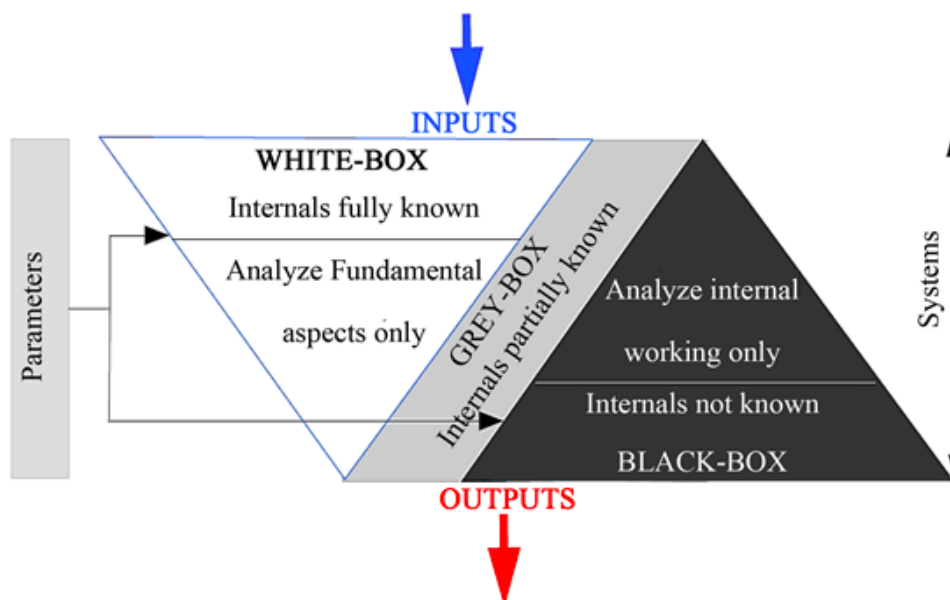 INPUTS
WHITE-BOX
Internals fully known
Analyze Fundamental
aspects only
Parameters
GREY-BOX
Internals partially known
Analyze internal
working only
Internals not known
BLACK-BOX
Systems
OUTPUTS